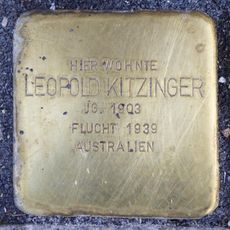 HIER WOHNTE
LEOPOLD KITZINGER
JG. 1903
FLUCHT 1939
AUSTRALIEN